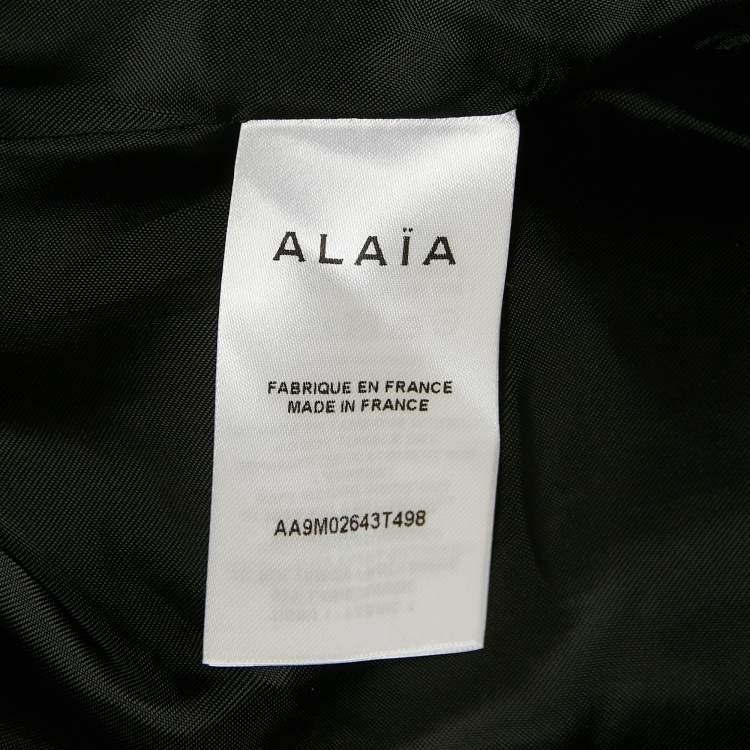 ALAÏA
FABRIQUE EN FRANCE
MADE IN FRANCE
AA9M02643T498